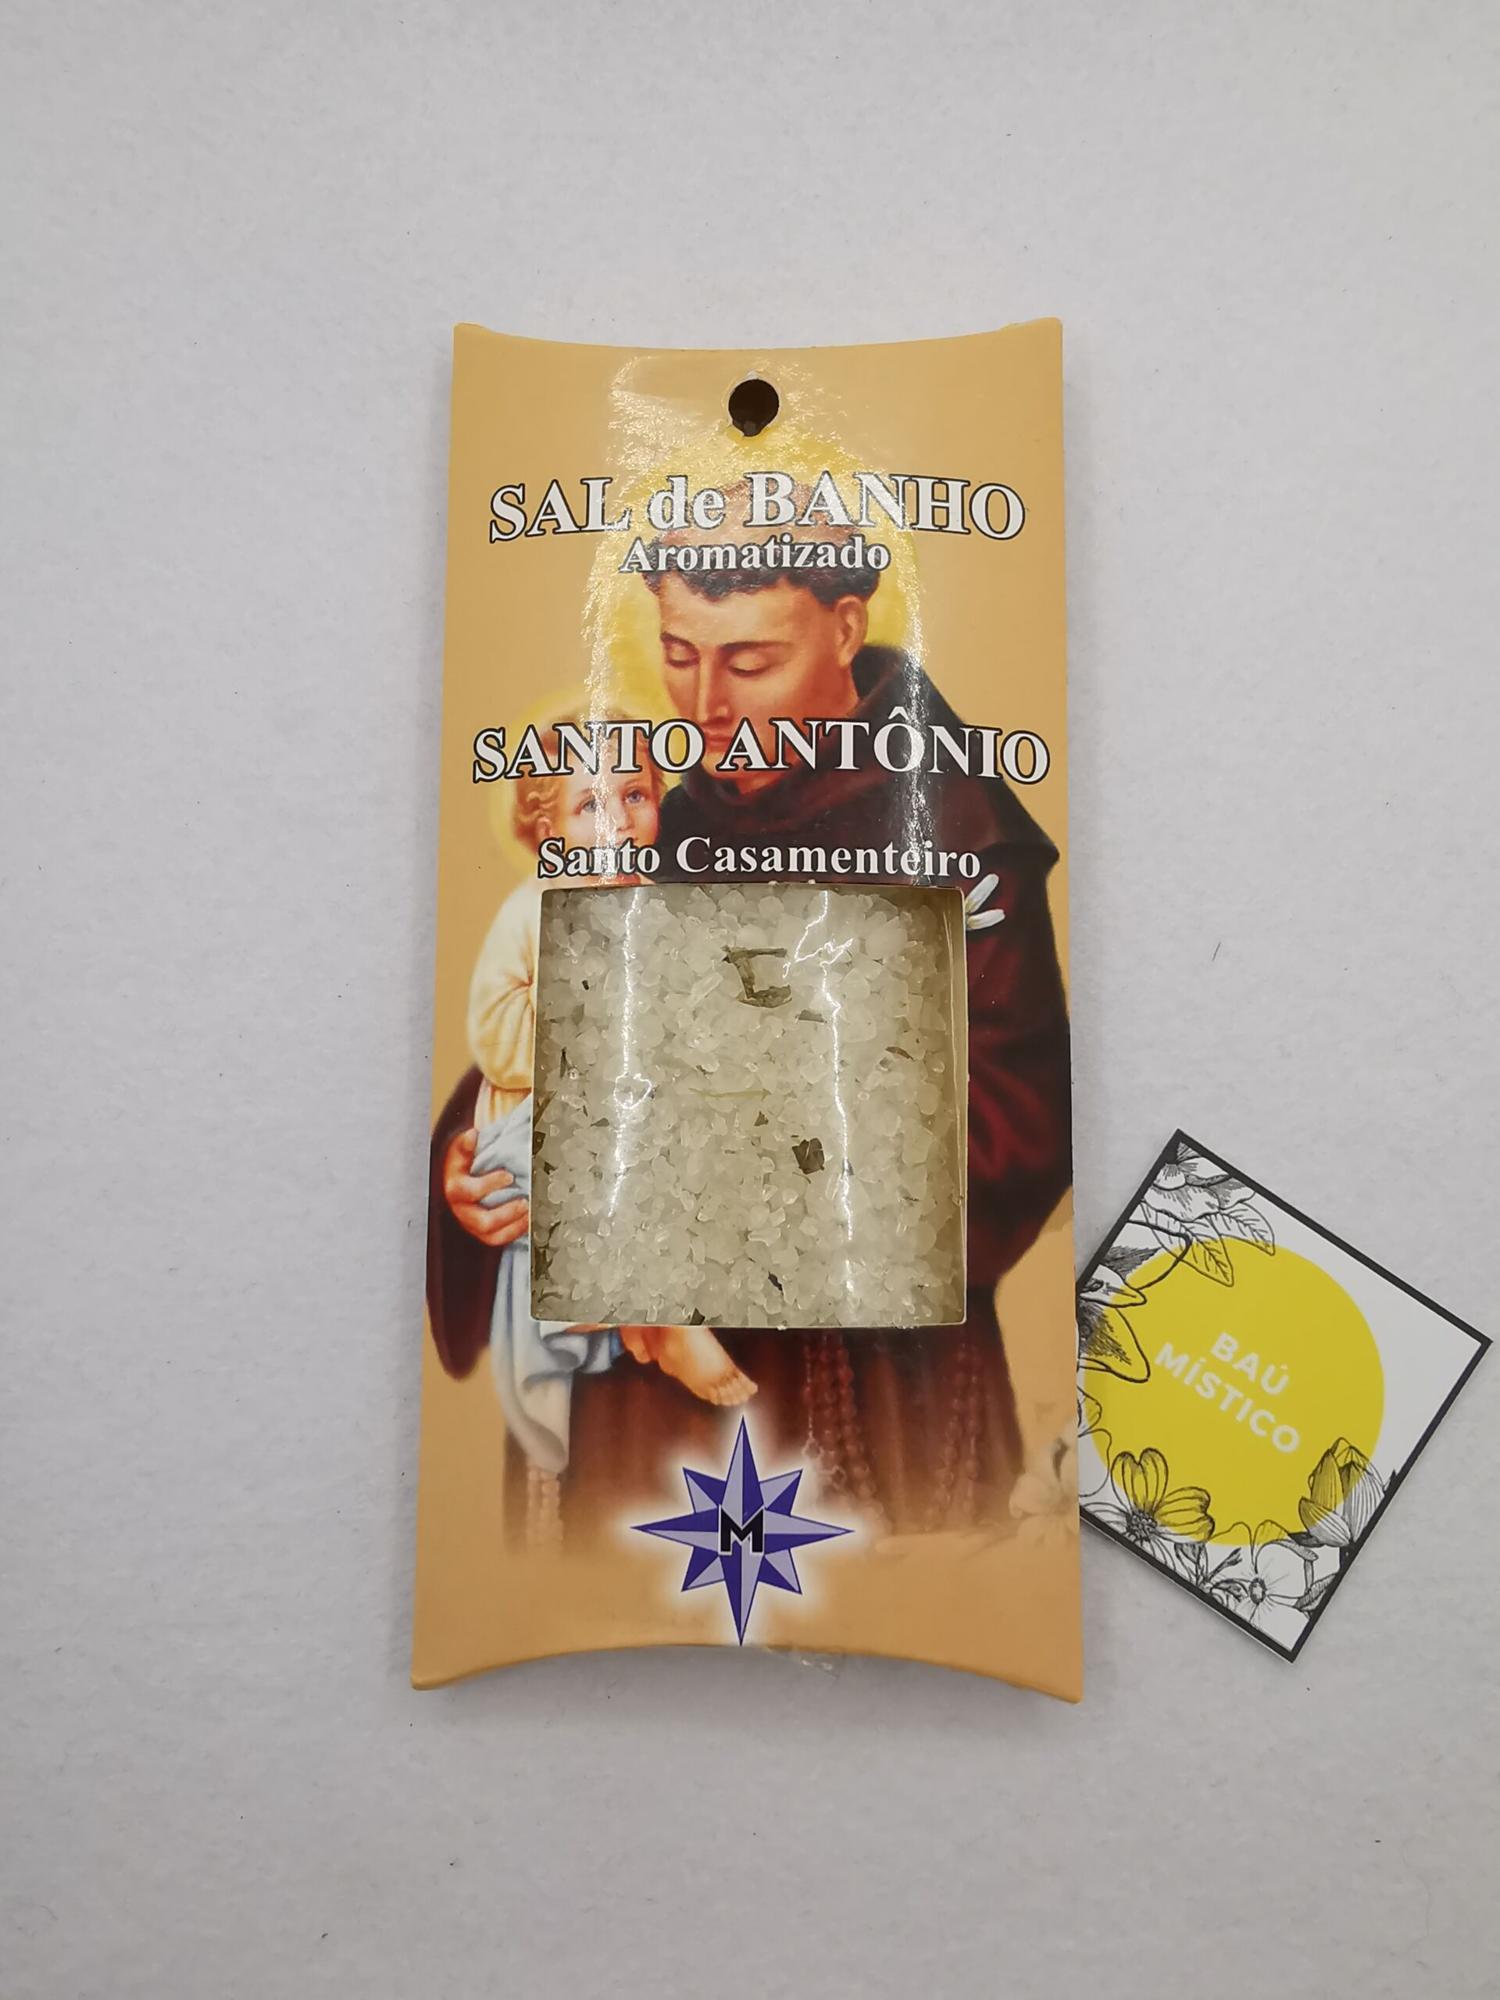 SAL de BANHO
Aromatizado
SANTO ANTÔNIO
Santo Casamenteiro
M
BAÚ
MÍSTICO